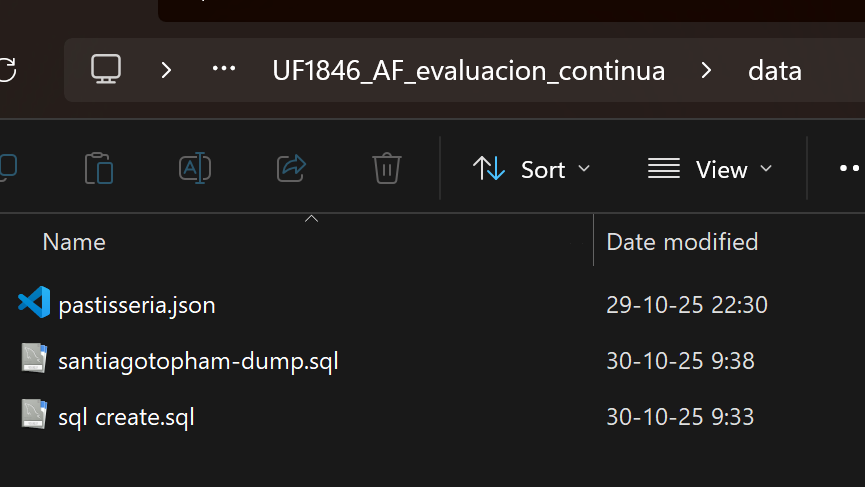 UF1846_AF_evaluacion_continua data
Sort View
Name Date modified
pastisseria.json 29-10-25 22:30
santiagotopham-dump.sql 30-10-25 9:38
sql create.sql 30-10-25 9:33